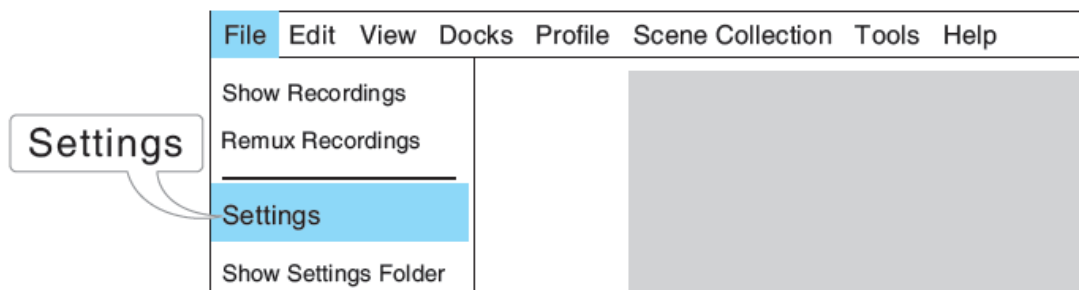 File Edit View Docks Profile Scene Collection Tools Help
Show Recordings
Remux Recordings
Settings
Settings
Show Settings Folder